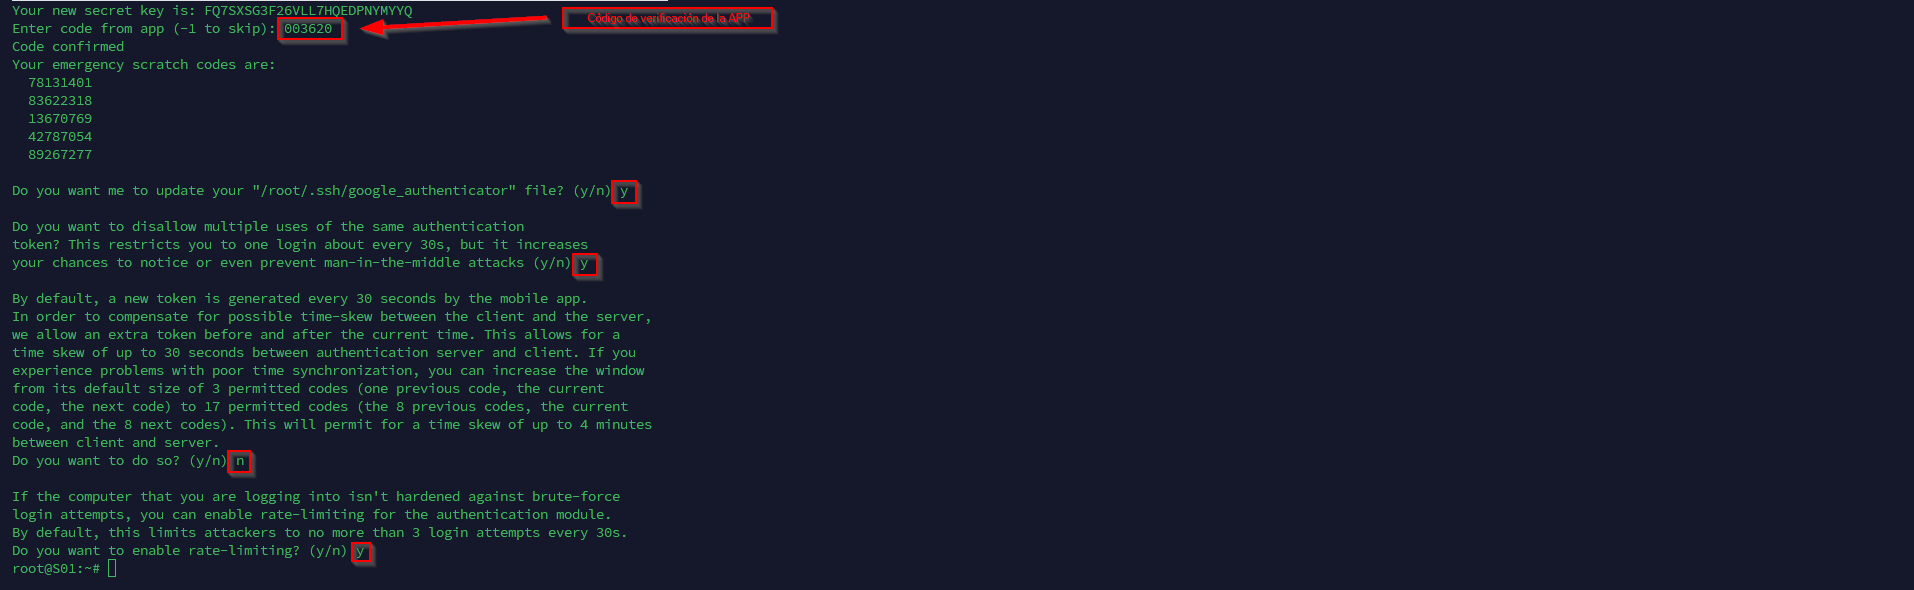 Your new secret key is: FQ7SXSG3F26VLL7HQEDPNYMYYQ
Enter code from app (-1 to skip): 003620
Código de verificación de la APP
Code confirmed
Your emergency scratch codes are:
78131401
83622318
13670769
42787054
89267277
Do you want me to update your "/root/.ssh/google_authenticator" file? (y/n) y
Do you want to disallow multiple uses of the same authentication
token? This restricts you to one login about every 30s, but it increases
your chances to notice or even prevent man-in-the-middle attacks (y/n) y
By default, a new token is generated every 30 seconds by the mobile app.
In order to compensate for possible time-skew between the client and the server,
we allow an extra token before and after the current time. This allows for a
time skew of up to 30 seconds between authentication server and client. If you
experience problems with poor time synchronization, you can increase the window
from its default size of 3 permitted codes (one previous code, the current
code, the next code) to 17 permitted codes (the 8 previous codes, the current
code, and the 8 next codes). This will permit for a time skew of up to 4 minutes
between client and server.
Do you want to do so? (y/n) n
If the computer that you are logging into isn't hardened against brute-force
login attempts, you can enable rate-limiting for the authentication module.
By default, this limits attackers to no more than 3 login attempts every 30s.
Do you want to enable rate-limiting? (y/n) y
root@S01:~#